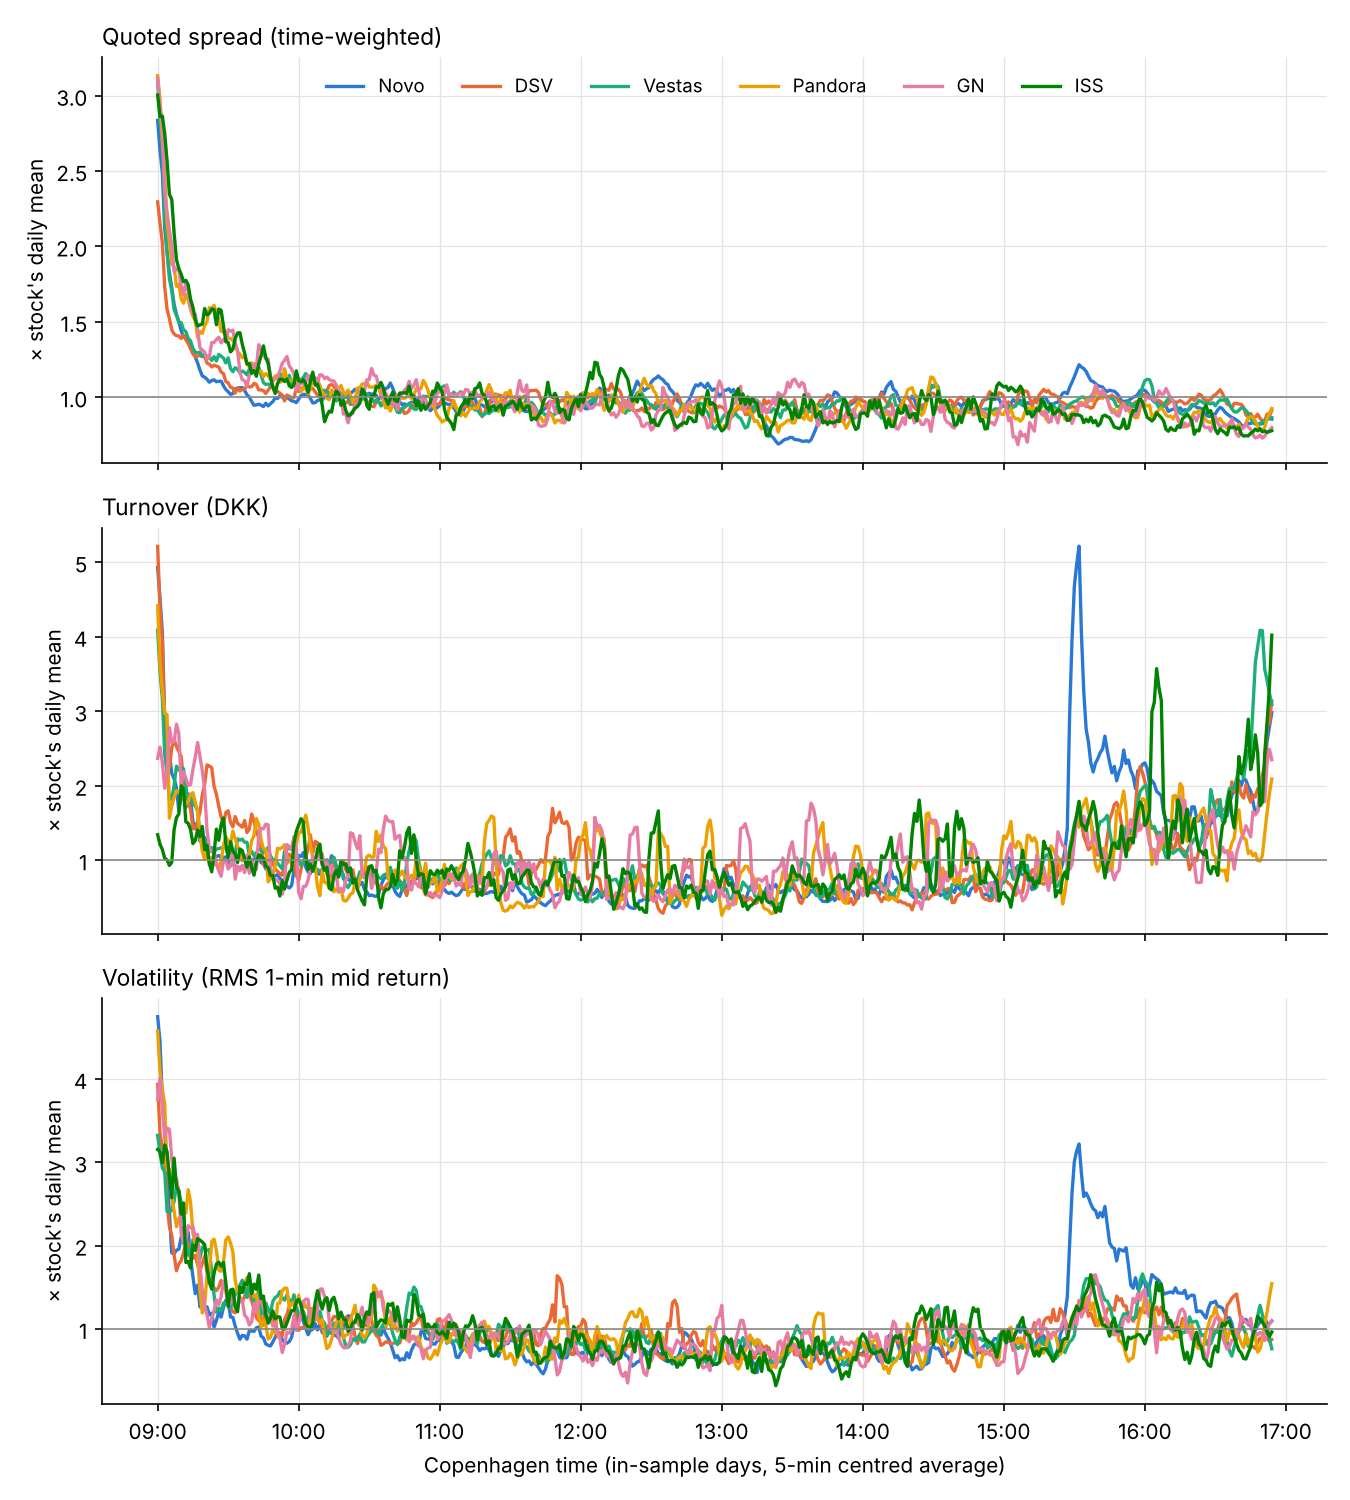 Quoted spread (time-weighted)
Novo DSV Vestas Pandora GN ISS
× stock's daily mean
3.0
2.5
2.0
1.5
1.0
Turnover (DKK)
× stock's daily mean
5
4
3
2
1
Volatility (RMS 1-min mid return)
× stock's daily mean
4
3
2
1
09:00 10:00 11:00 12:00 13:00 14:00 15:00 16:00 17:00
Copenhagen time (in-sample days, 5-min centred average)